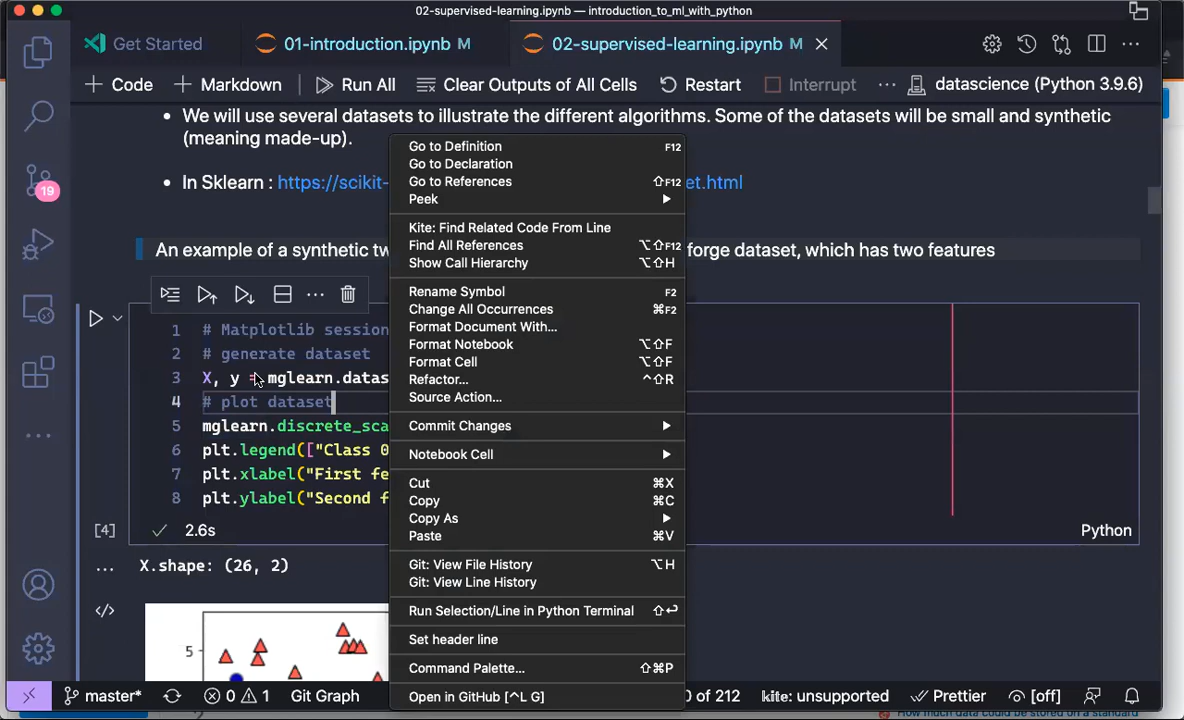 02-supervised-learning.ipynb — introduction_to_ml_with_python
Get Started
01-introduction.ipynb M
02-supervised-learning.ipynb M
Code
Markdown
Run All
Clear Outputs of All Cells
Restart
Interrupt
datascience (Python 3.9.6)
• We will use several datasets to illustrate the different algorithms. Some of the datasets will be small and synthetic
(meaning made-up).
• In Sklearn : https://scikit- et.html
19
An example of a synthetic tw forge dataset, which has two features
1 # Matplotlib session
2 # generate dataset
3 X, y = mglearn.datas
4 # plot dataset
5 mglearn.discrete_sca
6 plt.legend(["Class 0
7 plt.xlabel("First fe
8 plt.ylabel("Second f
[4] 2.6s Python
X.shape: (26, 2)
5
Go to Definition F12
Go to Declaration
Go to References ⇧F12
Peek
Kite: Find Related Code From Line
Find All References ⌥⇧F12
Show Call Hierarchy ⌥⇧H
Rename Symbol F2
Change All Occurrences ⌘F2
Format Document With...
Format Notebook ⌥⇧F
Format Cell ⌥⇧F
Refactor... ^⇧R
Source Action...
Commit Changes
Notebook Cell
Cut ⌘X
Copy ⌘C
Copy As
Paste ⌘V
Git: View File History ⌥H
Git: View Line History
Run Selection/Line in Python Terminal ⇧↩
Set header line
Command Palette... ⇧⌘P
Open in GitHub [^L G]
master* 0 1 Git Graph 0 of 212 kite: unsupported Prettier [off]
How much data could be stored on a standard